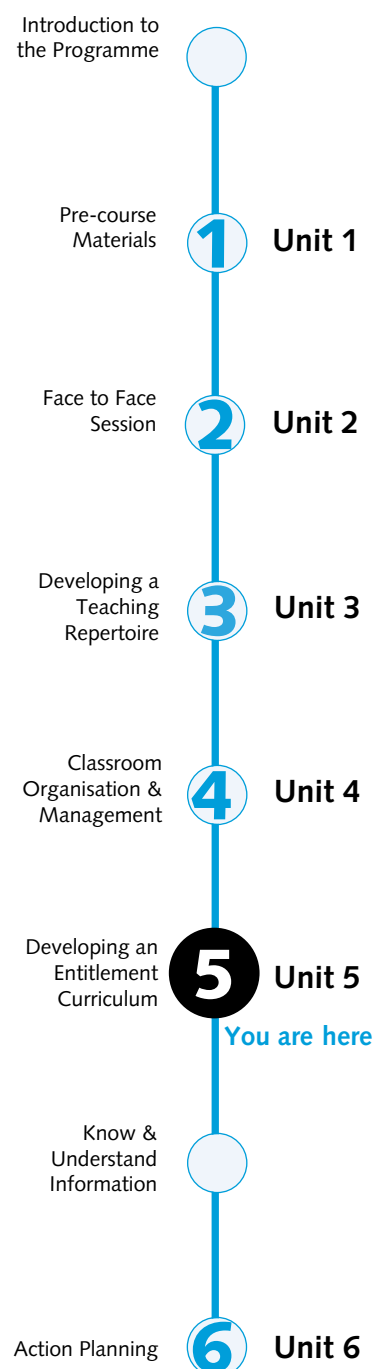 Introduction to
the Programme
Pre-course
Materials
1
Unit 1
Face to Face
Session
2
Unit 2
Developing a
Teaching
Repertoire
3
Unit 3
Classroom
Organisation &
Management
4
Unit 4
Developing an
Entitlement
Curriculum
5
Unit 5
You are here
Know &
Understand
Information
Action Planning
6
Unit 6